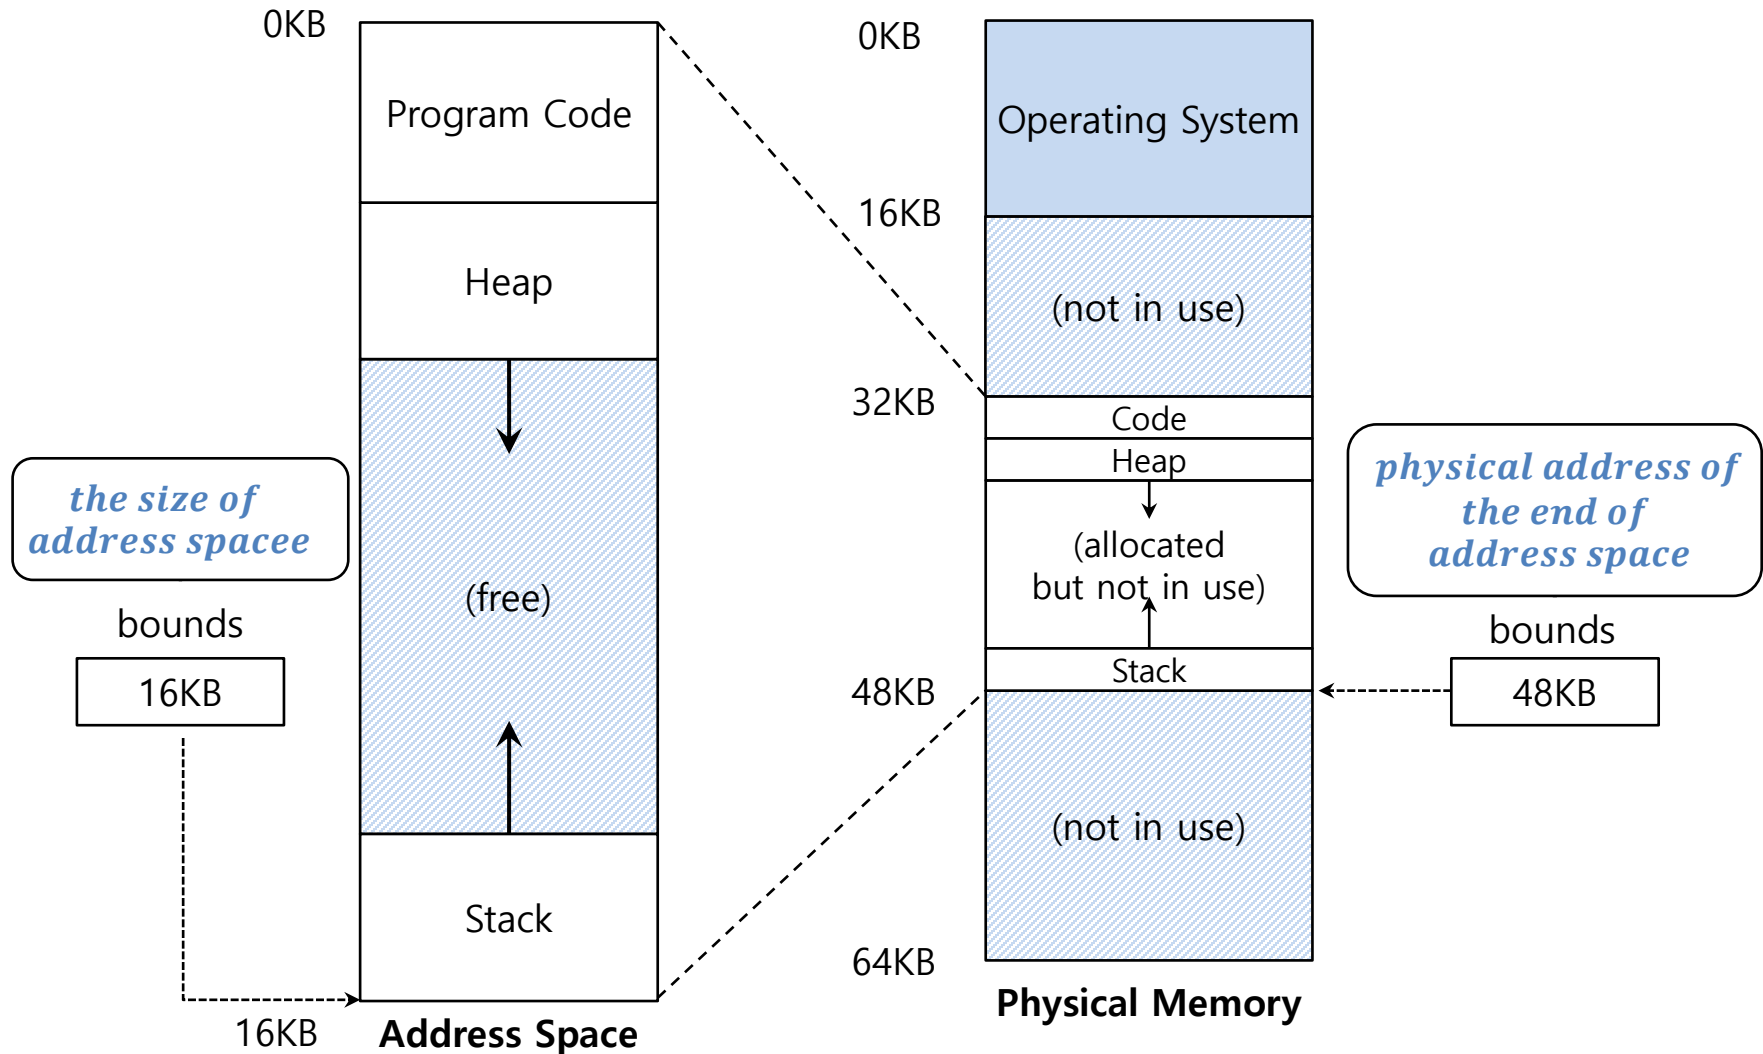 0KB
Program Code
Heap
(free)
Stack
16KB
Address Space
the size of
address spacee
bounds
16KB
0KB
Operating System
16KB
(not in use)
32KB
Code
Heap
(allocated
but not in use)
Stack
48KB
(not in use)
64KB
Physical Memory
physical address of
the end of
address space
bounds
48KB